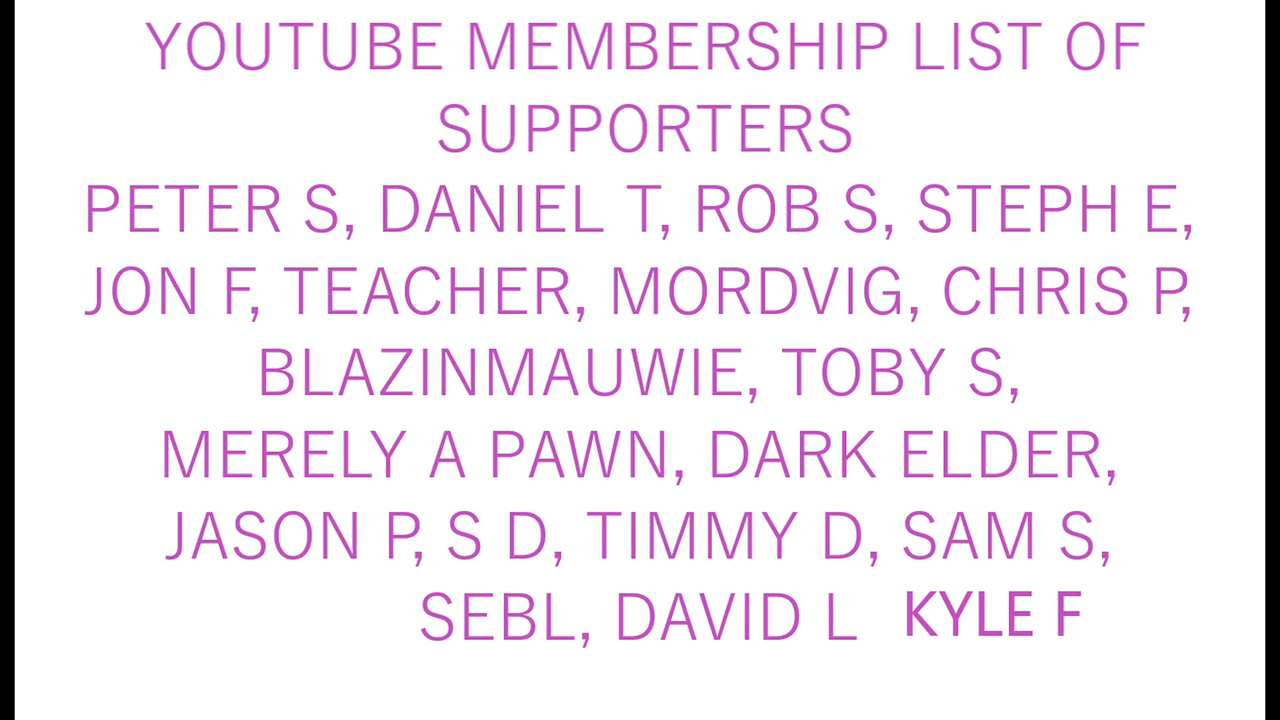 YOUTUBE MEMBERSHIP LIST OF
SUPPORTERS
PETER S, DANIEL T, ROB S, STEPH E,
JON F, TEACHER, MORDVIG, CHRIS P,
BLAZINMAUWIE, TOBY S,
MERELY A PAWN, DARK ELDER,
JASON P, S D, TIMMY D, SAM S,
SEBL, DAVID L KYLE F